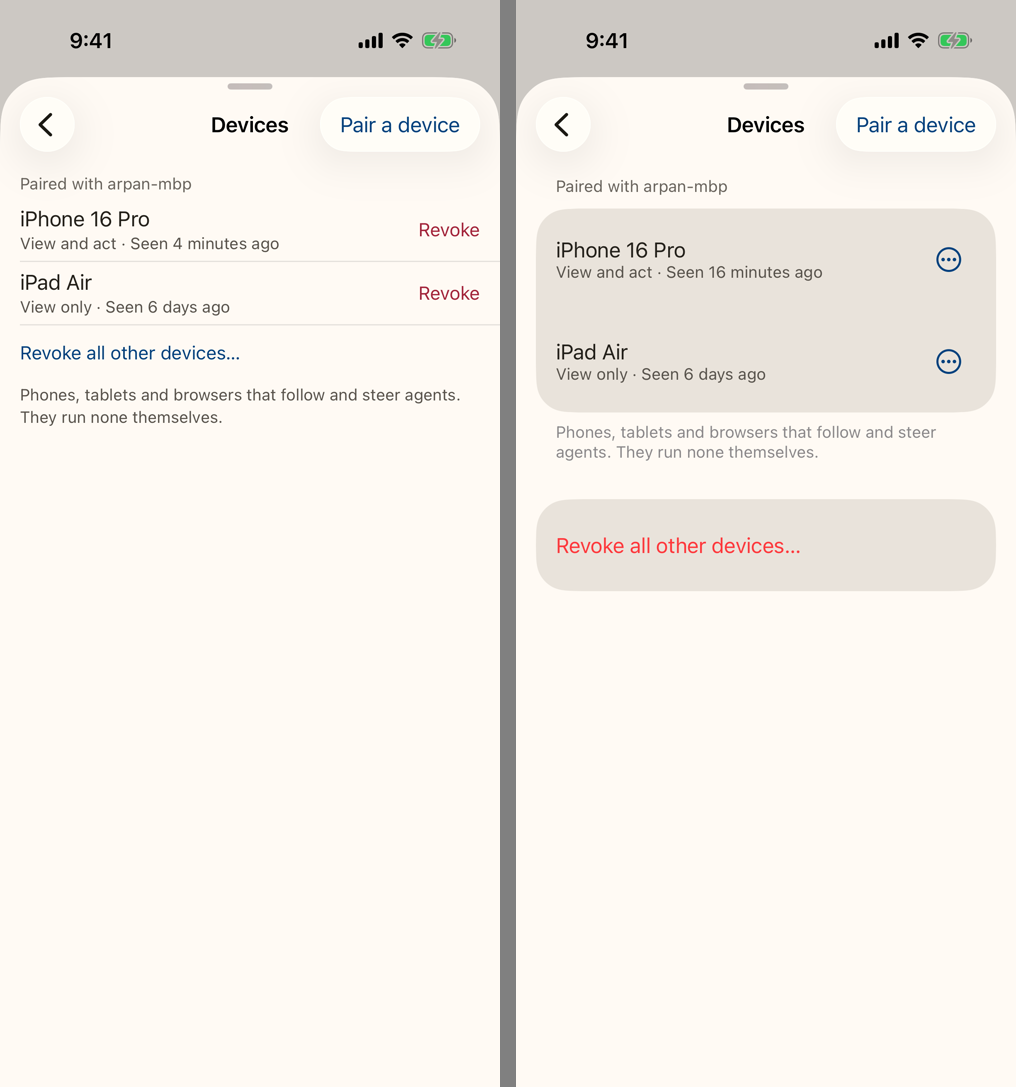 9:41
Devices
Pair a device
Paired with arpan-mbp
iPhone 16 Pro
View and act · Seen 4 minutes ago
Revoke
iPad Air
View only · Seen 6 days ago
Revoke
Revoke all other devices...
Phones, tablets and browsers that follow and steer agents.
They run none themselves.
9:41
Devices
Pair a device
Paired with arpan-mbp
iPhone 16 Pro
View and act · Seen 16 minutes ago
iPad Air
View only · Seen 6 days ago
Phones, tablets and browsers that follow and steer
agents. They run none themselves.
Revoke all other devices...